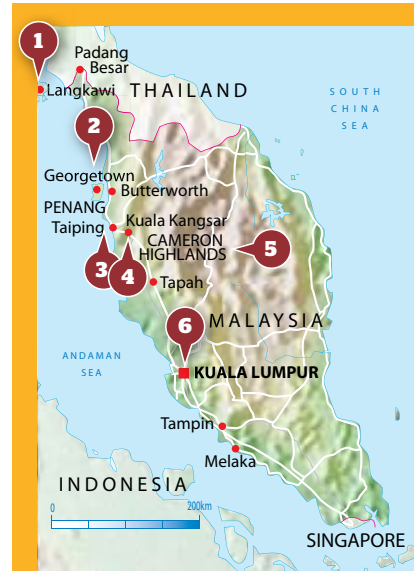 1
Padang
Besar
Langkawi
THAILAND
SOUTH
CHINA
SEA
2
Georgetown
Butterworth
PENANG
Taiping
Kuala Kangsar
CAMERON
HIGHLANDS
3
4
5
Tapah
6
MALAYSIA
ANDAMAN
SEA
KUALA LUMPUR
Tampin
Melaka
INDONESIA
0
200km
SINGAPORE